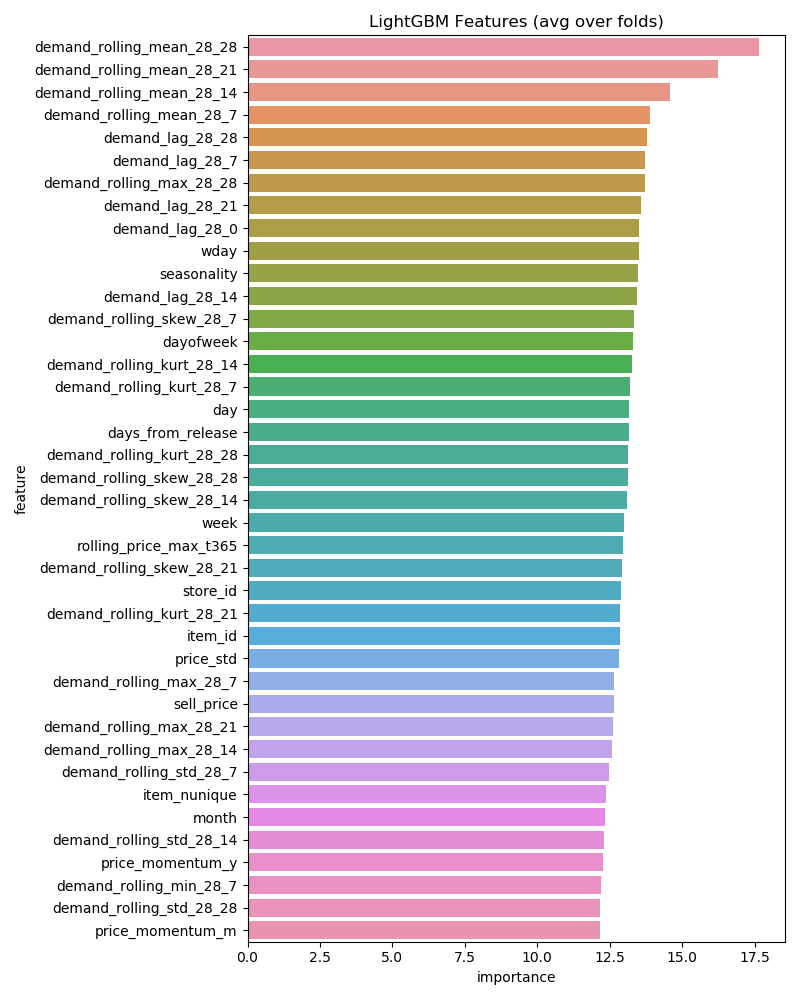 LightGBM Features (avg over folds)
demand_rolling_mean_28_28
demand_rolling_mean_28_21
demand_rolling_mean_28_14
demand_rolling_mean_28_7
demand_lag_28_28
demand_lag_28_7
demand_rolling_max_28_28
demand_lag_28_21
demand_lag_28_0
wday
seasonality
demand_lag_28_14
demand_rolling_skew_28_7
dayofweek
demand_rolling_kurt_28_14
demand_rolling_kurt_28_7
day
days_from_release
demand_rolling_kurt_28_28
demand_rolling_skew_28_28
demand_rolling_skew_28_14
week
rolling_price_max_t365
demand_rolling_skew_28_21
store_id
demand_rolling_kurt_28_21
item_id
price_std
demand_rolling_max_28_7
sell_price
demand_rolling_max_28_21
demand_rolling_max_28_14
demand_rolling_std_28_7
item_nunique
month
demand_rolling_std_28_14
price_momentum_y
demand_rolling_min_28_7
demand_rolling_std_28_28
price_momentum_m
feature
0.0 2.5 5.0 7.5 10.0 12.5 15.0 17.5
importance